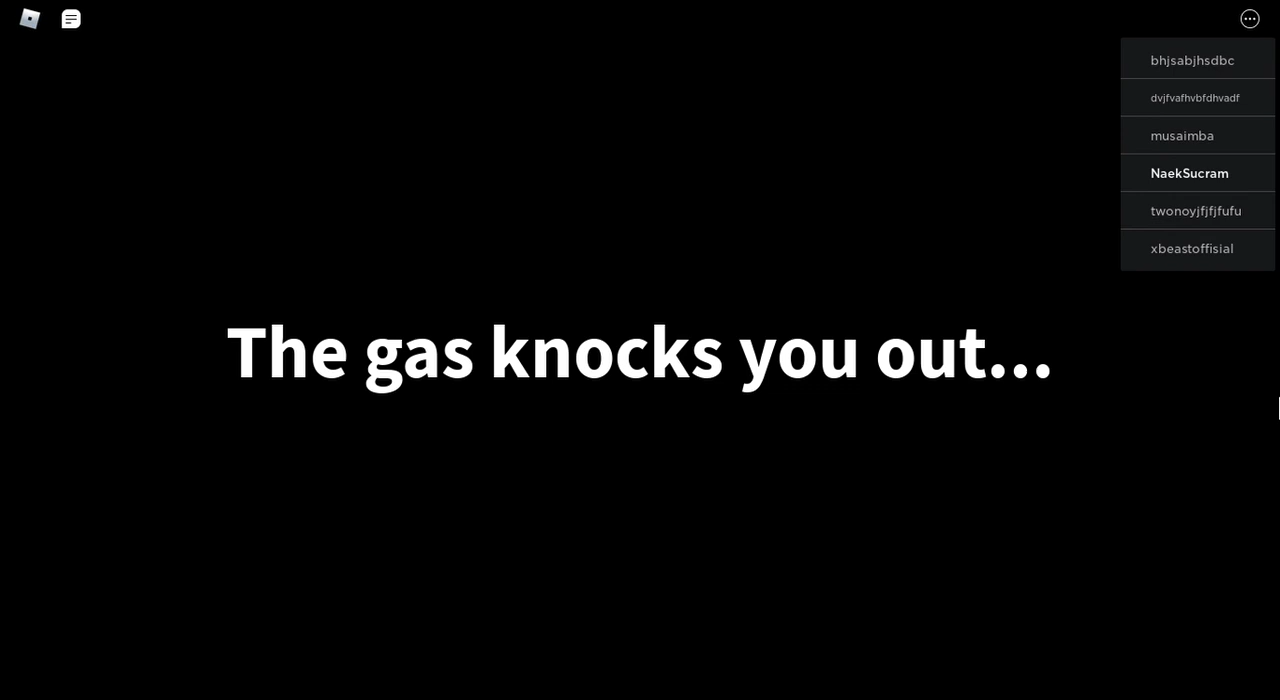 bhjsabjhsdbc
dvjfvafhvbfdhvadf
musaimba
NaekSucram
twonoyjfjfjfufu
xbeastoffisial
The gas knocks you out...